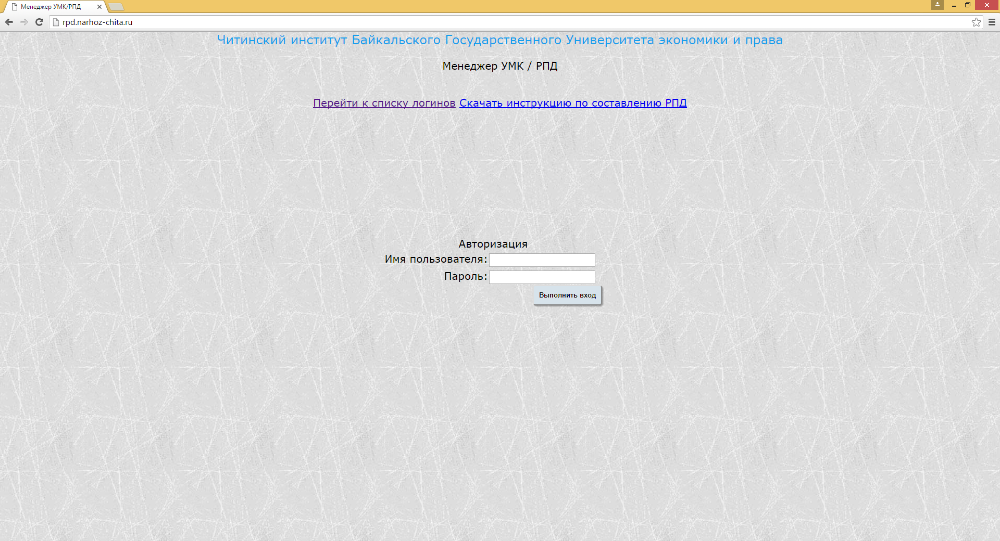 Менеджер УМК/РПД
rpd.narhoz-chita.ru
Читинский институт Байкальского Государственного Университета экономики и права
Менеджер УМК / РПД
Перейти к списку логинов Скачать инструкцию по составлению РПД
Авторизация
Имя пользователя:
Пароль:
Выполнить вход